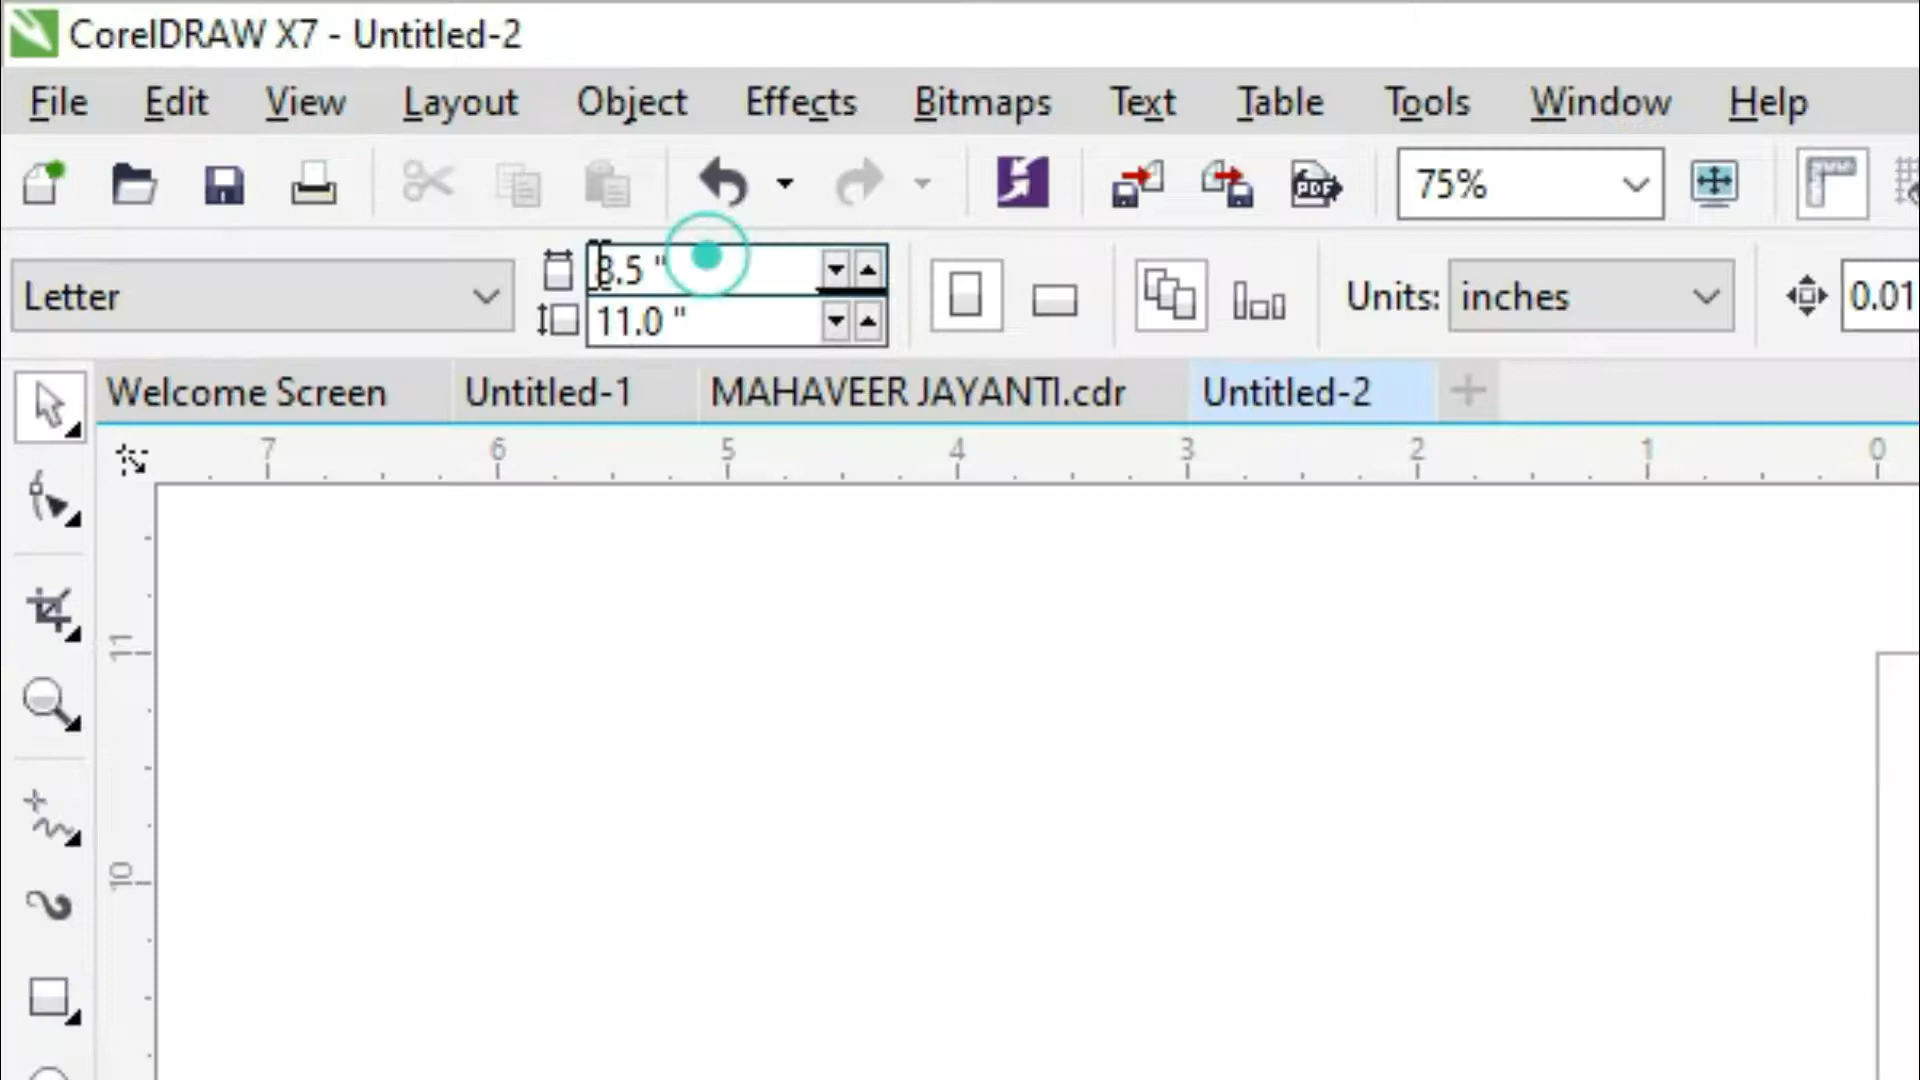 CorelDRAW X7 - Untitled-2
File Edit View Layout Object Effects Bitmaps Text Table Tools Window Help
PDF 75%
Letter 8.5 " Units: inches 0.01
11.0 "
Welcome Screen Untitled-1 MAHAVEER JAYANTI.cdr Untitled-2
7 6 5 4 3 2 1 0
11
10